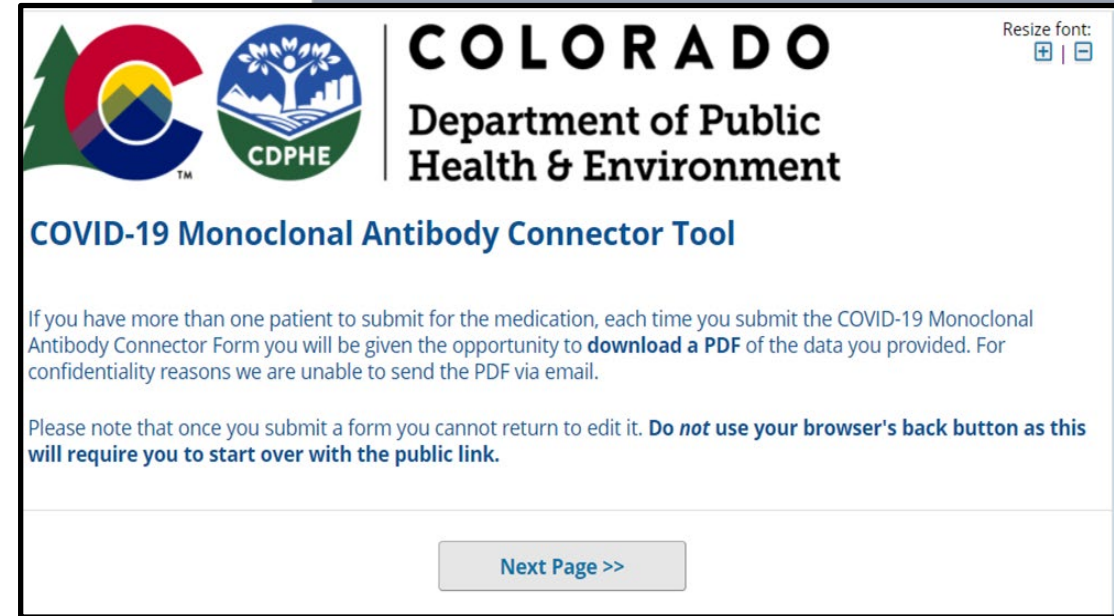 COLORADO
Department of Public
Health & Environment
TM
CDPHE
Resize font:
+ | −
COVID-19 Monoclonal Antibody Connector Tool
If you have more than one patient to submit for the medication, each time you submit the COVID-19 Monoclonal
Antibody Connector Form you will be given the opportunity to download a PDF of the data you provided. For
confidentiality reasons we are unable to send the PDF via email.
Please note that once you submit a form you cannot return to edit it. Do not use your browser's back button as this
will require you to start over with the public link.
Next Page >>